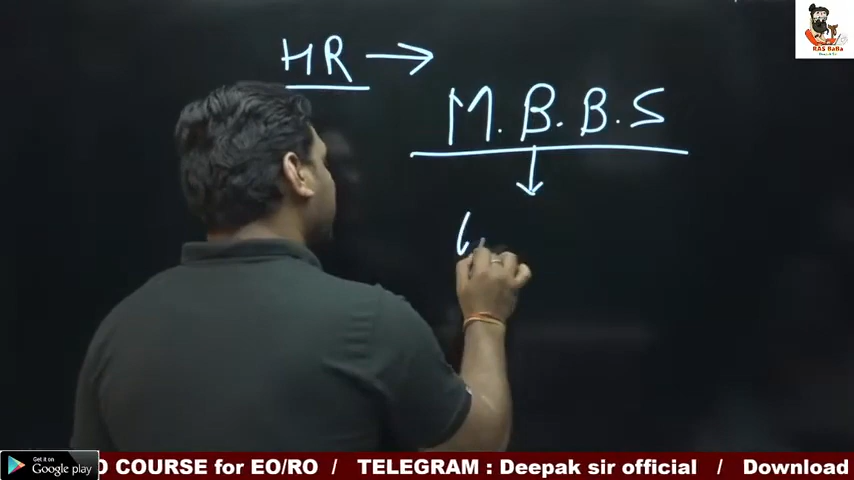 HR →
M.B.B.S
RAS BaBa
GET IT ON
Google play
O COURSE for EO/RO / TELEGRAM : Deepak sir official / Download